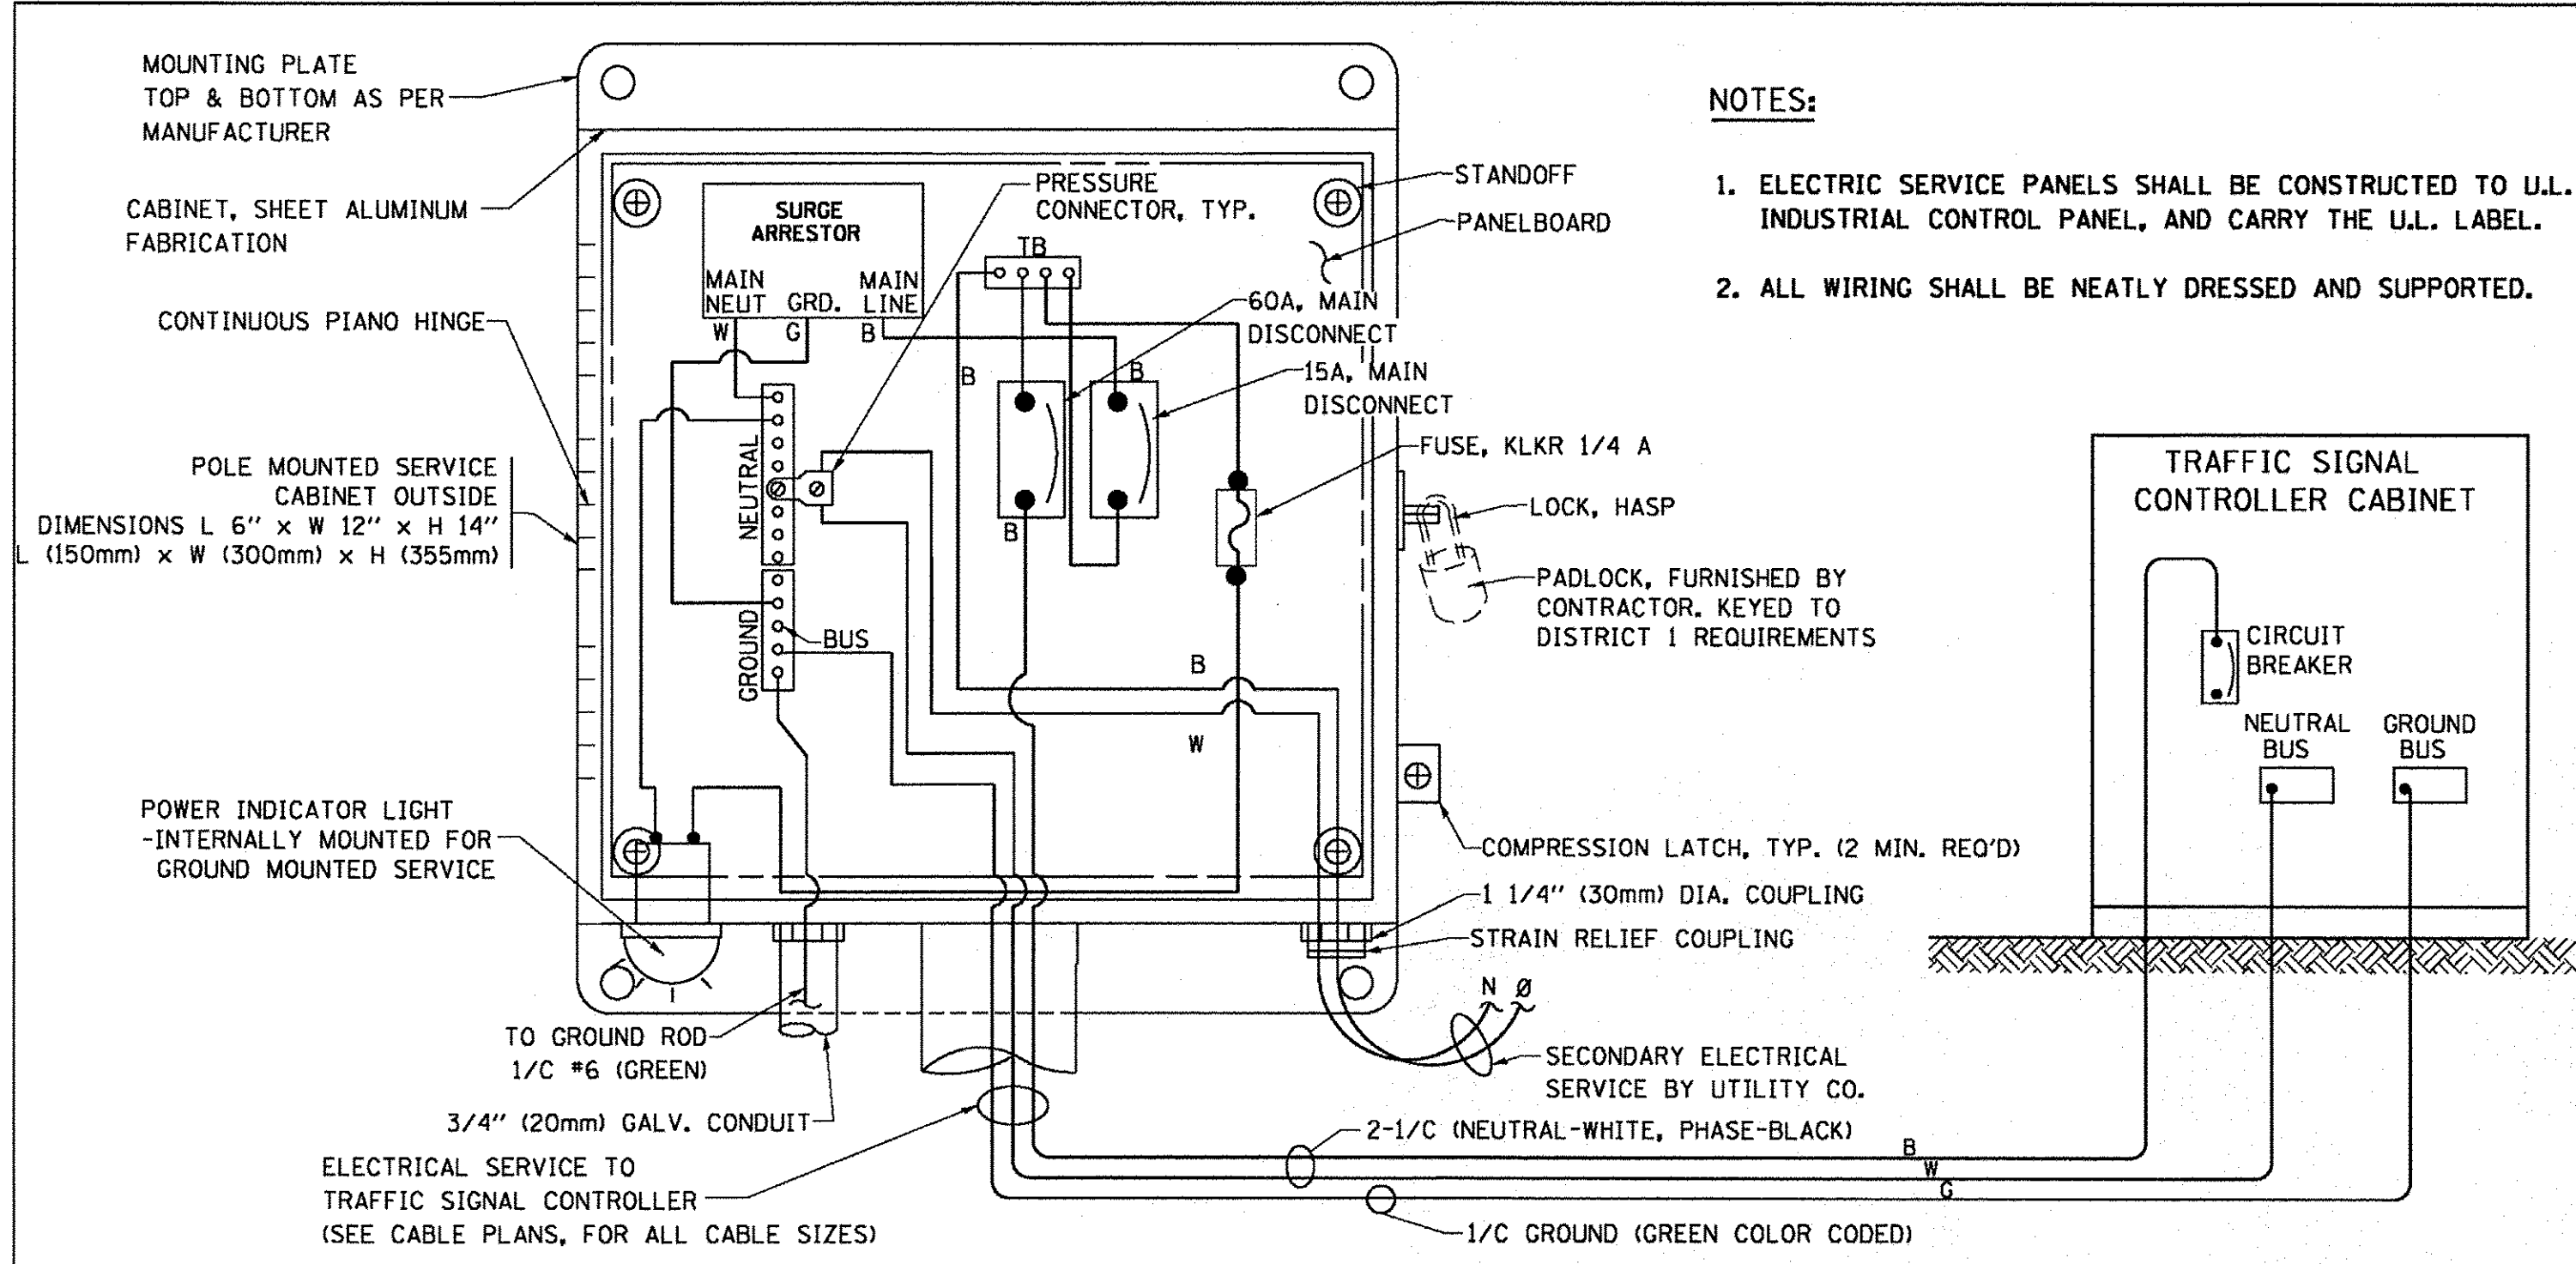 MOUNTING PLATE
TOP & BOTTOM AS PER
MANUFACTURER
CABINET, SHEET ALUMINUM
FABRICATION
CONTINUOUS PIANO HINGE
POLE MOUNTED SERVICE
CABINET OUTSIDE
DIMENSIONS L 6" x W 12" x H 14"
L (150mm) x W (300mm) x H (355mm)
POWER INDICATOR LIGHT
-INTERNALLY MOUNTED FOR
GROUND MOUNTED SERVICE
TO GROUND ROD
1/C #6 (GREEN)
3/4" (20mm) GALV. CONDUIT
ELECTRICAL SERVICE TO
TRAFFIC SIGNAL CONTROLLER
(SEE CABLE PLANS, FOR ALL CABLE SIZES)
SURGE
ARRESTOR
MAIN
NEUT
GRD.
MAIN
LINE
W
G
B
PRESSURE
CONNECTOR, TYP.
TB
B
B
B
NEUTRAL
GROUND
BUS
B
W
STANDOFF
PANELBOARD
60A, MAIN
DISCONNECT
15A, MAIN
DISCONNECT
FUSE, KLKR 1/4 A
LOCK, HASP
PADLOCK, FURNISHED BY
CONTRACTOR. KEYED TO
DISTRICT 1 REQUIREMENTS
COMPRESSION LATCH, TYP. (2 MIN. REQ'D)
1 1/4" (30mm) DIA. COUPLING
STRAIN RELIEF COUPLING
N Ø
SECONDARY ELECTRICAL
SERVICE BY UTILITY CO.
2-1/C (NEUTRAL-WHITE, PHASE-BLACK)
B
W
G
1/C GROUND (GREEN COLOR CODED)
NOTES:
1. ELECTRIC SERVICE PANELS SHALL BE CONSTRUCTED TO U.L.
INDUSTRIAL CONTROL PANEL, AND CARRY THE U.L. LABEL.
2. ALL WIRING SHALL BE NEATLY DRESSED AND SUPPORTED.
TRAFFIC SIGNAL
CONTROLLER CABINET
CIRCUIT
BREAKER
NEUTRAL
BUS
GROUND
BUS